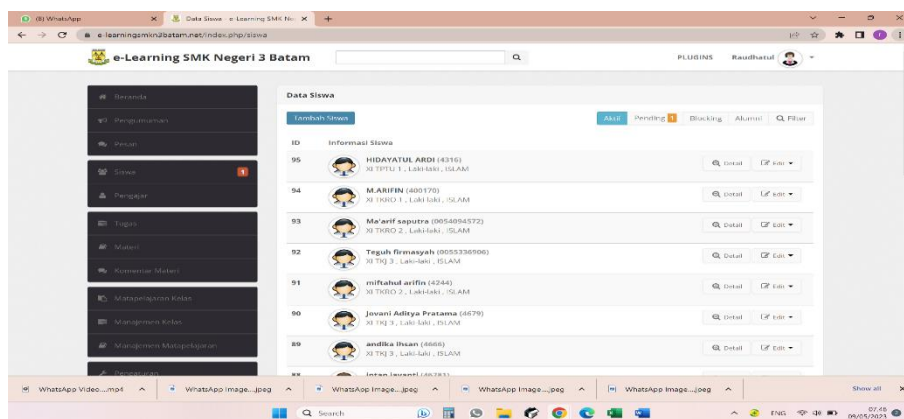 (8) WhatsApp
Data Siswa - e-Learning SMK Ne
e-learningsmkn3batam.net/index.php/siswa
e-Learning SMK Negeri 3 Batam
PLUGINS
Raudhatul
Beranda
Pengumuman
Pesan
Siswa 1
Pengajar
Tugas
Materi
Komentar Materi
Matapelajaran Kelas
Manajemen Kelas
Manajemen Matapelajaran
Pengaturan
Data Siswa
Tambah Siswa
Aktif Pending 1 Blocking Alumni Filter
ID Informasi Siswa
95 HIDAYATUL ARDI (4316)
XI TPTU 1 , Laki-laki , ISLAM
Detail Edit
94 M.ARIFIN (400170)
XI TKRO 1 , Laki-laki , ISLAM
Detail Edit
93 Ma'arif saputra (0054094572)
XI TKRO 2 , Laki-laki , ISLAM
Detail Edit
92 Teguh firmasyah (0055336906)
XI TKJ 3 , Laki-laki , ISLAM
Detail Edit
91 miftahul arifin (4244)
XI TKRO 2 , Laki-laki , ISLAM
Detail Edit
90 Jovani Aditya Pratama (4679)
XI TKJ 3 , Laki-laki , ISLAM
Detail Edit
89 andika ihsan (4666)
XI TKJ 3 , Laki-laki , ISLAM
Detail Edit
WhatsApp Video....mp4
WhatsApp Image....jpeg
WhatsApp Image....jpeg
WhatsApp Image....jpeg
WhatsApp Image....jpeg
Show all
Search
ENG
07.46
09/05/2023